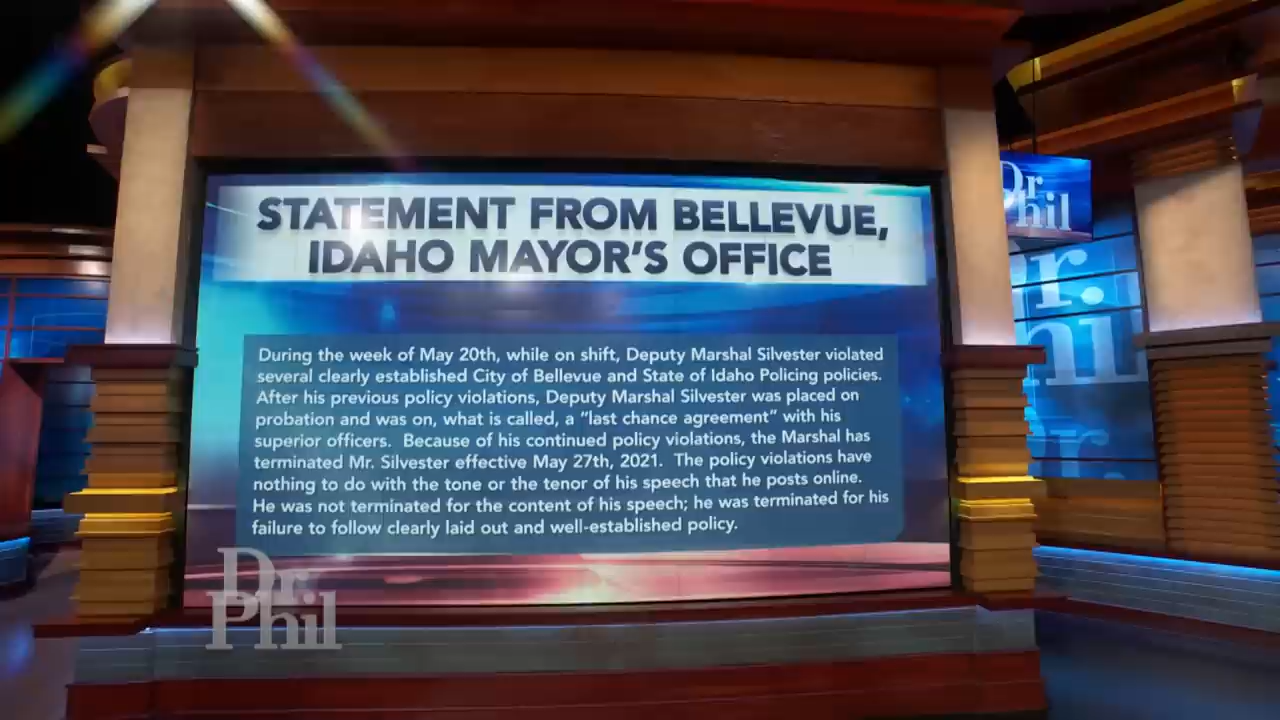 STATEMENT FROM BELLEVUE,
IDAHO MAYOR'S OFFICE
During the week of May 20th, while on shift, Deputy Marshal Silvester violated
several clearly established City of Bellevue and State of Idaho Policing policies.
After his previous policy violations, Deputy Marshal Silvester was placed on
probation and was on, what is called, a "last chance agreement" with his
superior officers.  Because of his continued policy violations, the Marshal has
terminated Mr. Silvester effective May 27th, 2021.  The policy violations have
nothing to do with the tone or the tenor of his speech that he posts online.
He was not terminated for the content of his speech; he was terminated for his
failure to follow clearly laid out and well-established policy.
Dr.
Phil
Dr.
Phil
Dr.
Phil